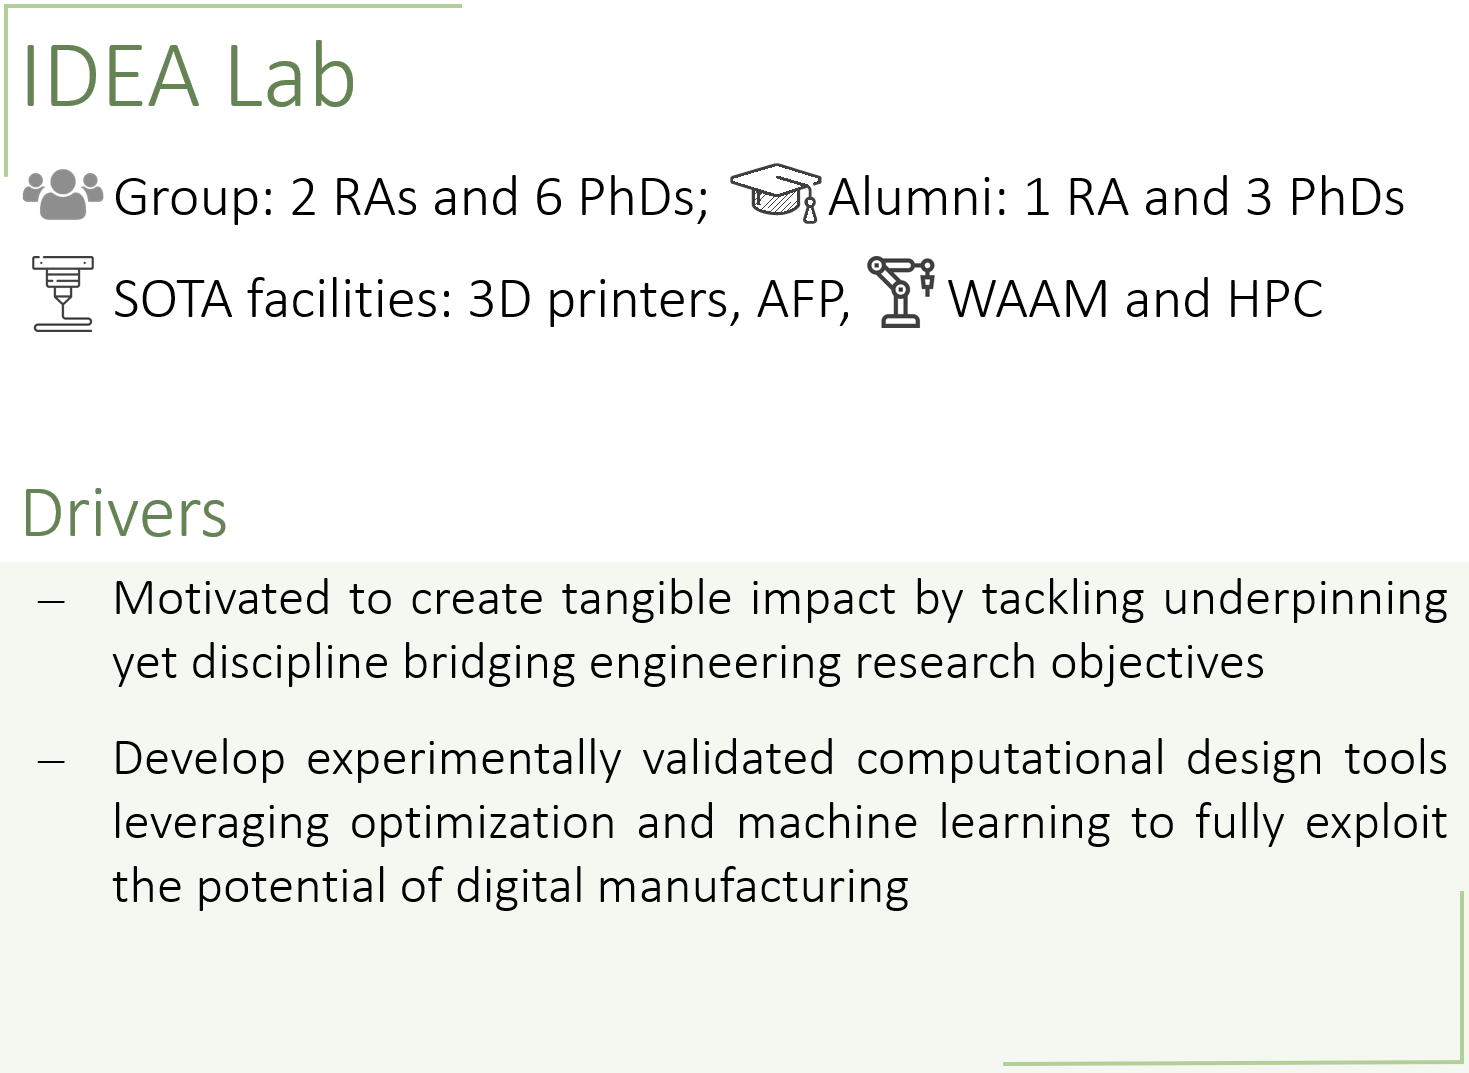 IDEA Lab
Group: 2 RAs and 6 PhDs; Alumni: 1 RA and 3 PhDs
SOTA facilities: 3D printers, AFP, WAAM and HPC
Drivers
– Motivated to create tangible impact by tackling underpinning
yet discipline bridging engineering research objectives
– Develop experimentally validated computational design tools
leveraging optimization and machine learning to fully exploit
the potential of digital manufacturing